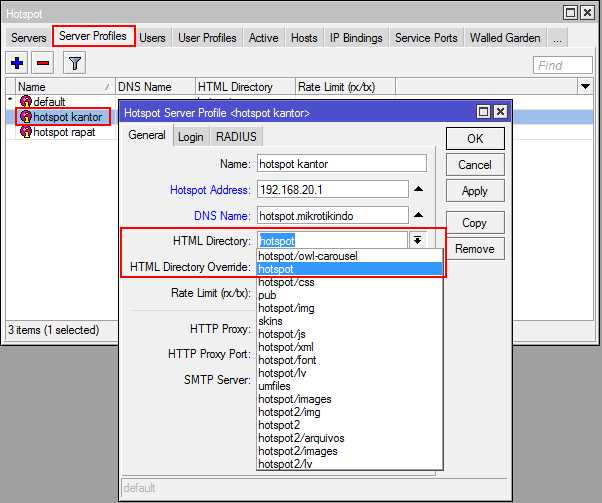 Hotspot
Servers Server Profiles Users User Profiles Active Hosts IP Bindings Service Ports Walled Garden ...
Find
Name DNS Name HTML Directory Rate Limit (rx/tx)
* default
hotspot kantor
hotspot rapat
3 items (1 selected)
Hotspot Server Profile <hotspot kantor>
General Login RADIUS
Name: hotspot kantor
Hotspot Address: 192.168.20.1
DNS Name: hotspot.mikrotikindo
HTML Directory: hotspot
HTML Directory Override:
Rate Limit (rx/tx):
HTTP Proxy:
HTTP Proxy Port:
SMTP Server:
hotspot/owl-carousel
hotspot
hotspot/css
pub
hotspot/img
skins
hotspot/js
hotspot/xml
hotspot/font
hotspot/lv
umfiles
hotspot/images
hotspot2/img
hotspot2
hotspot2/arquivos
hotspot2/images
hotspot2/lv
OK
Cancel
Apply
Copy
Remove
default